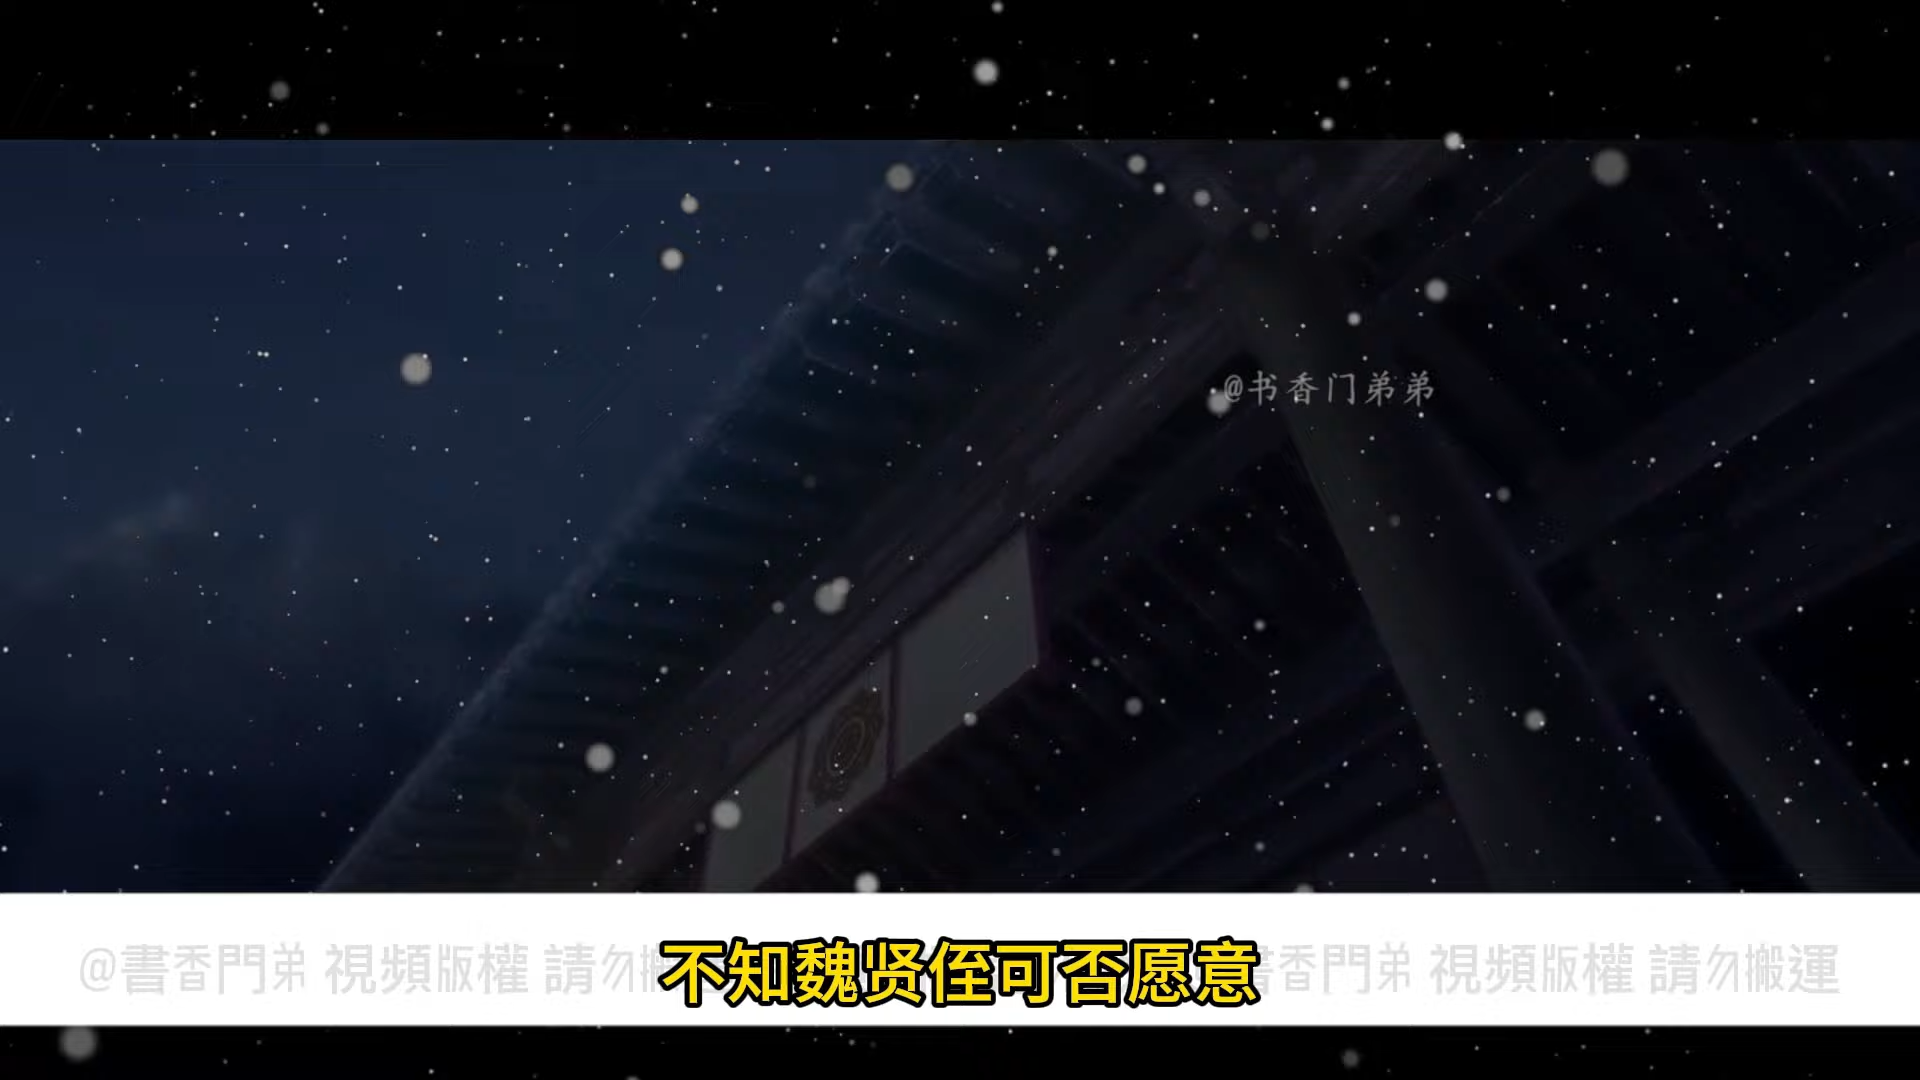 @书香门弟弟
@書香門弟 視頻版權 請勿搬
不知魏贤侄可否愿意
書香門弟 視頻版權 請勿搬運